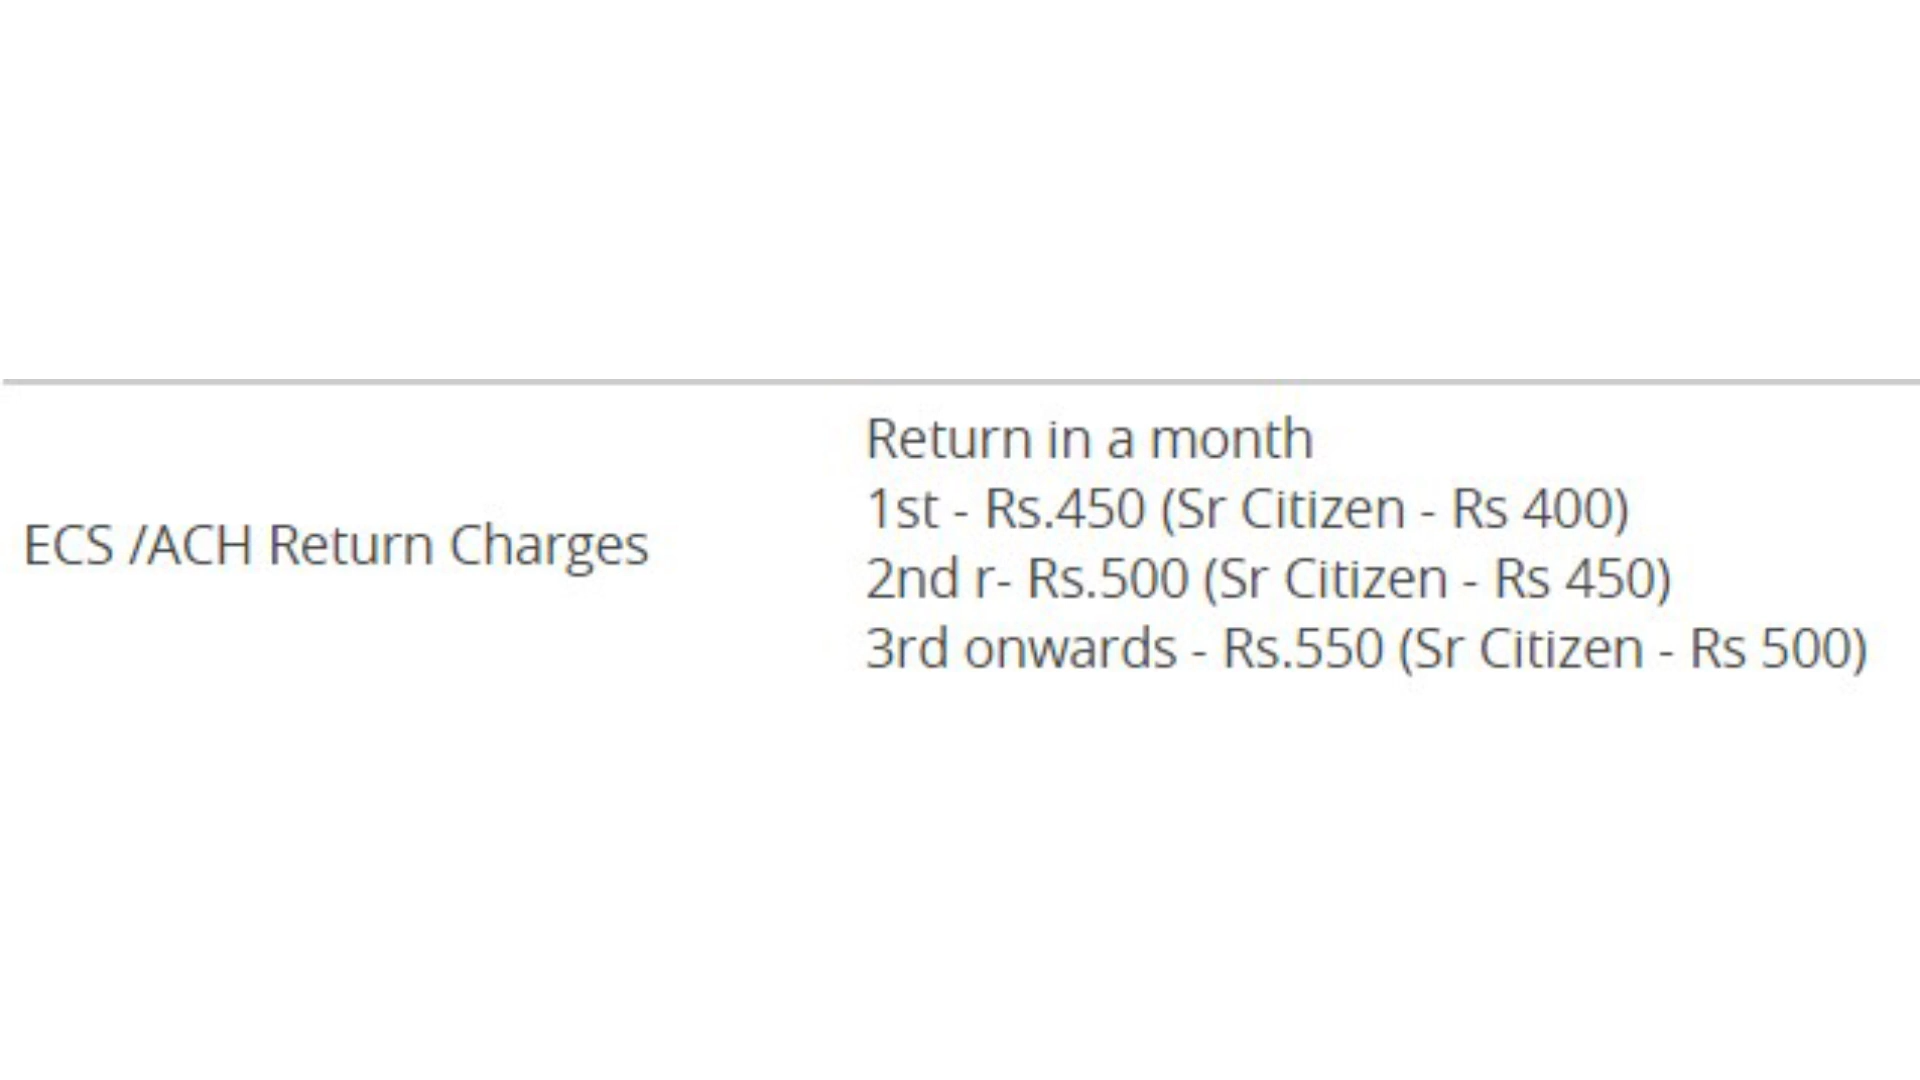 ECS /ACH Return Charges
Return in a month
1st - Rs.450 (Sr Citizen - Rs 400)
2nd r- Rs.500 (Sr Citizen - Rs 450)
3rd onwards - Rs.550 (Sr Citizen - Rs 500)